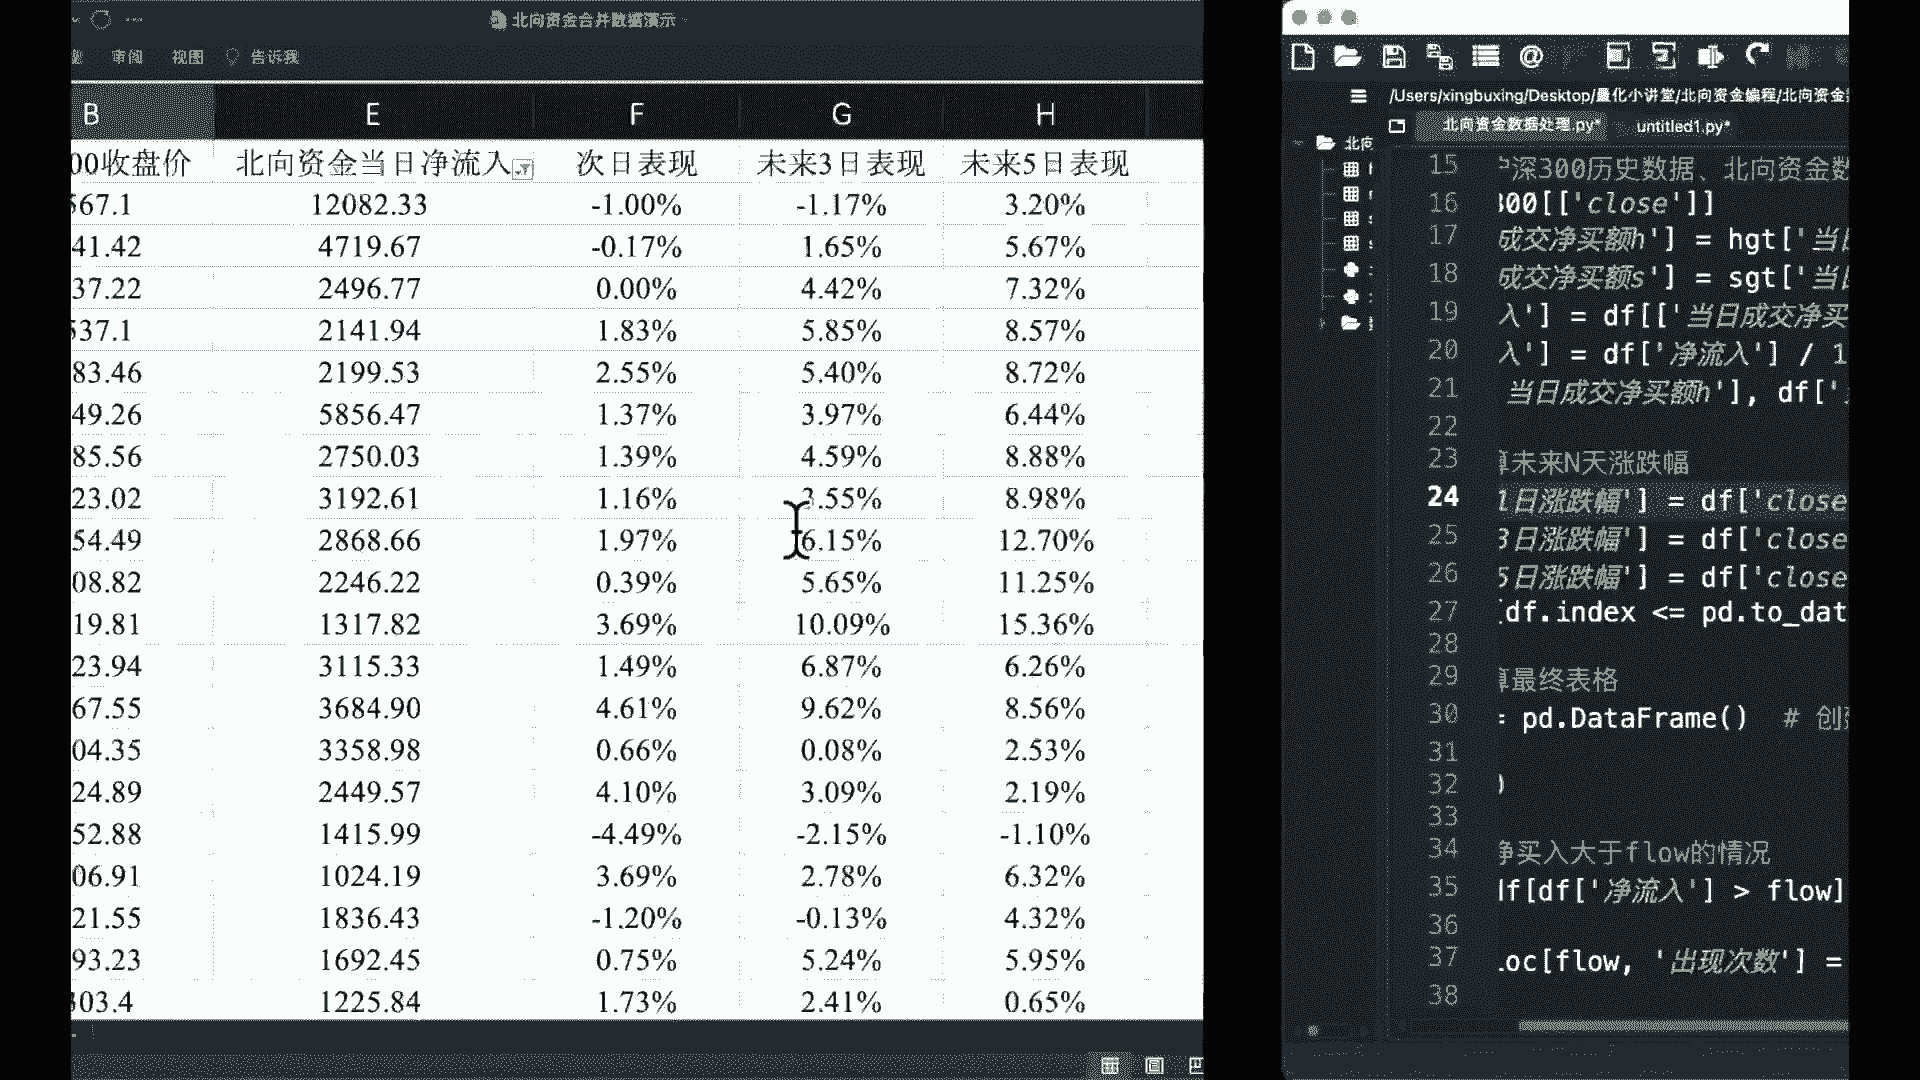 北向资金合并数据演示
审阅 视图 告诉我
B E F G H
00收盘价 北向资金当日净流入 次日表现 未来3日表现 未来5日表现
567.1 12082.33 -1.00% -1.17% 3.20%
41.42 4719.67 -0.17% 1.65% 5.67%
37.22 2496.77 0.00% 4.42% 7.32%
537.1 2141.94 1.83% 5.85% 8.57%
83.46 2199.53 2.55% 5.40% 8.72%
49.26 5856.47 1.37% 3.97% 6.44%
85.56 2750.03 1.39% 4.59% 8.88%
23.02 3192.61 1.16% 3.55% 8.98%
54.49 2868.66 1.97% 6.15% 12.70%
08.82 2246.22 0.39% 5.65% 11.25%
19.81 1317.82 3.69% 10.09% 15.36%
23.94 3115.33 1.49% 6.87% 6.26%
67.55 3684.90 4.61% 9.62% 8.56%
04.35 3358.98 0.66% 0.08% 2.53%
24.89 2449.57 4.10% 3.09% 2.19%
52.88 1415.99 -4.49% -2.15% -1.10%
06.91 1024.19 3.69% 2.78% 6.32%
21.55 1836.43 -1.20% -0.13% 4.32%
93.23 1692.45 0.75% 5.24% 5.95%
03.4 1225.84 1.73% 2.41% 0.65%
/Users/xingbuxing/Desktop/量化小讲堂/北向资金编程/北向资金
北向资金数据处理.py* untitled1.py*
北向
15 深300历史数据、北向资金数
16 300[['close']]
17 成交净买额h'] = hgt['当日
18 成交净买额s'] = sgt['当日
19 入'] = df[['当日成交净买
20 入'] = df['净流入'] / 1
21 当日成交净买额h'], df['
22
23 算未来N天涨跌幅
24 1日涨跌幅'] = df['close
25 3日涨跌幅'] = df['close
26 5日涨跌幅'] = df['close
27 [df.index <= pd.to_dat
28
29 算最终表格
30 = pd.DataFrame() # 创建
31
32 )
33
34 净买入大于flow的情况
35 df[df['净流入'] > flow]
36
37 .oc[flow, '出现次数'] =
38